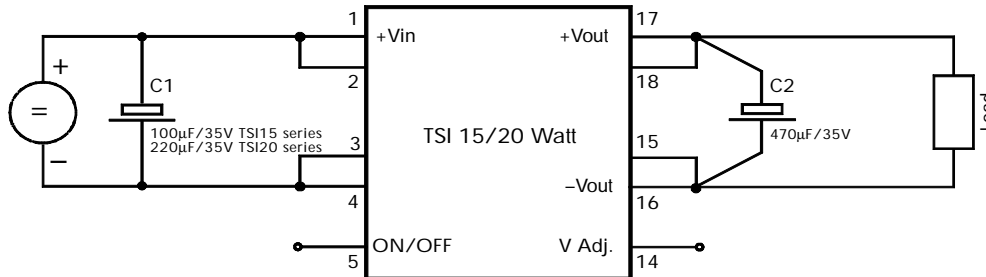 1
17
+Vin
+Vout
+
2
18
C1
C2
=
100µF/35V TSI15 series
220µF/35V TSI20 series
TSI 15/20 Watt
470µF/35V
Load
3
15
−
−Vout
4
16
ON/OFF
V Adj.
5
14